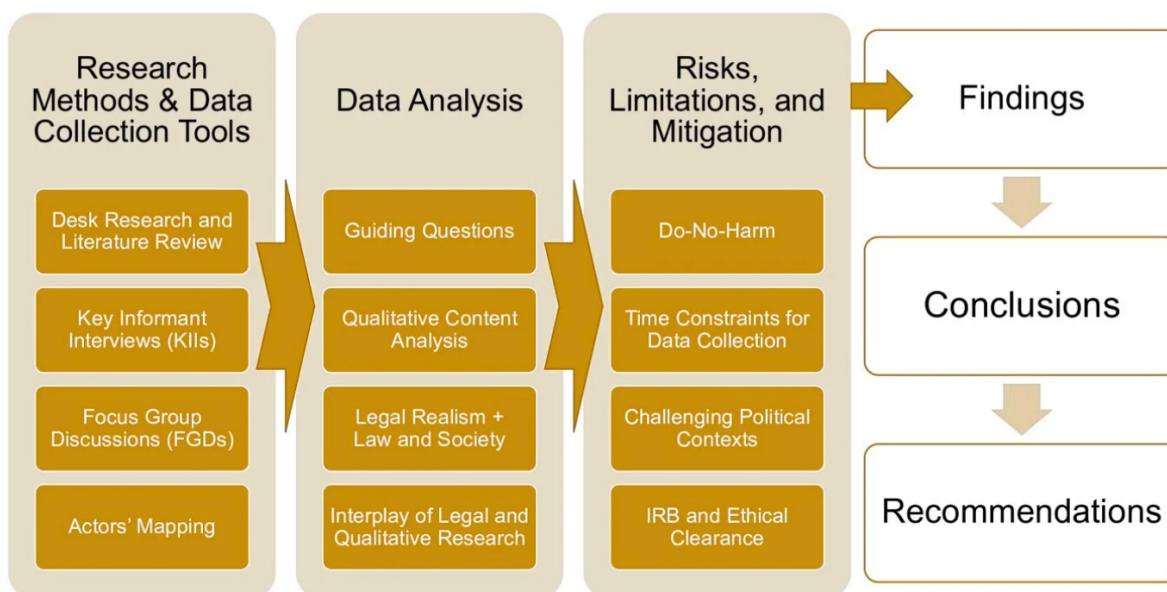 Research
Methods & Data
Collection Tools
Desk Research and
Literature Review
Key Informant
Interviews (KIIs)
Focus Group
Discussions (FGDs)
Actors’ Mapping
Data Analysis
Guiding Questions
Qualitative Content
Analysis
Legal Realism +
Law and Society
Interplay of Legal and
Qualitative Research
Risks,
Limitations, and
Mitigation
Do-No-Harm
Time Constraints for
Data Collection
Challenging Political
Contexts
IRB and Ethical
Clearance
Findings
Conclusions
Recommendations